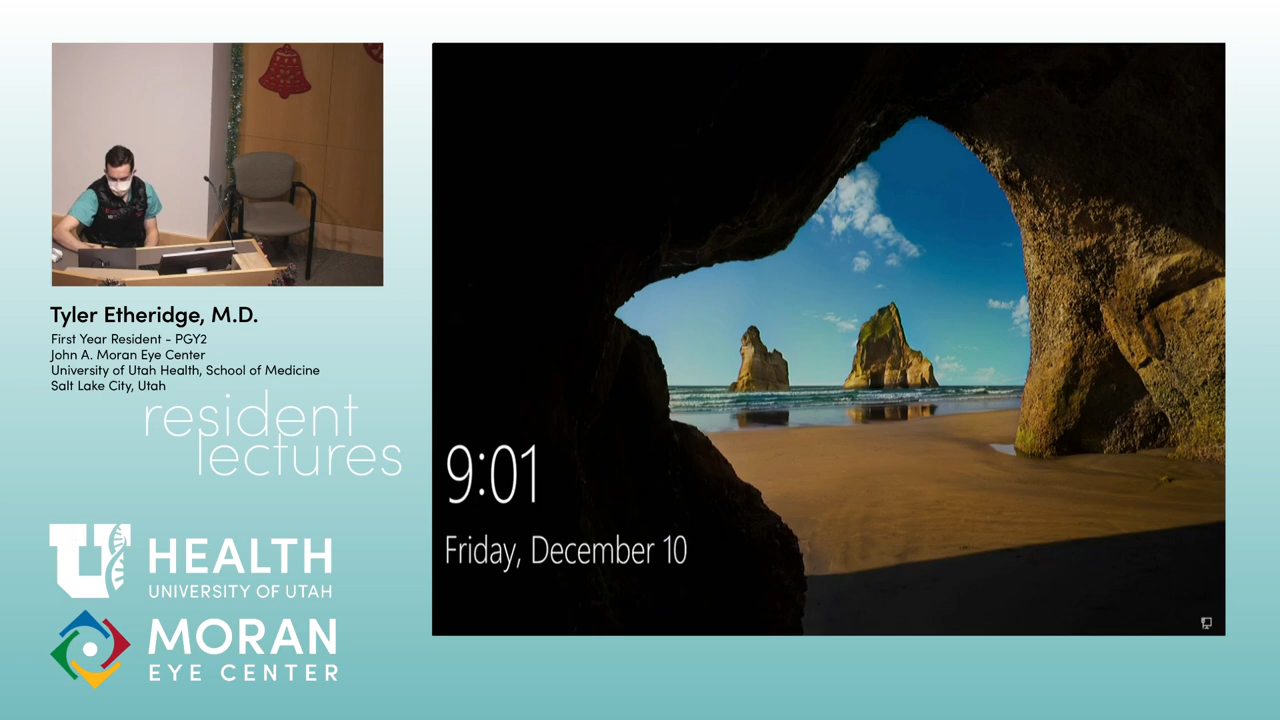 Tyler Etheridge, M.D.
First Year Resident - PGY2
John A. Moran Eye Center
University of Utah Health, School of Medicine
Salt Lake City, Utah
resident
lectures
U HEALTH
UNIVERSITY OF UTAH
MORAN
EYE CENTER
9:01
Friday, December 10